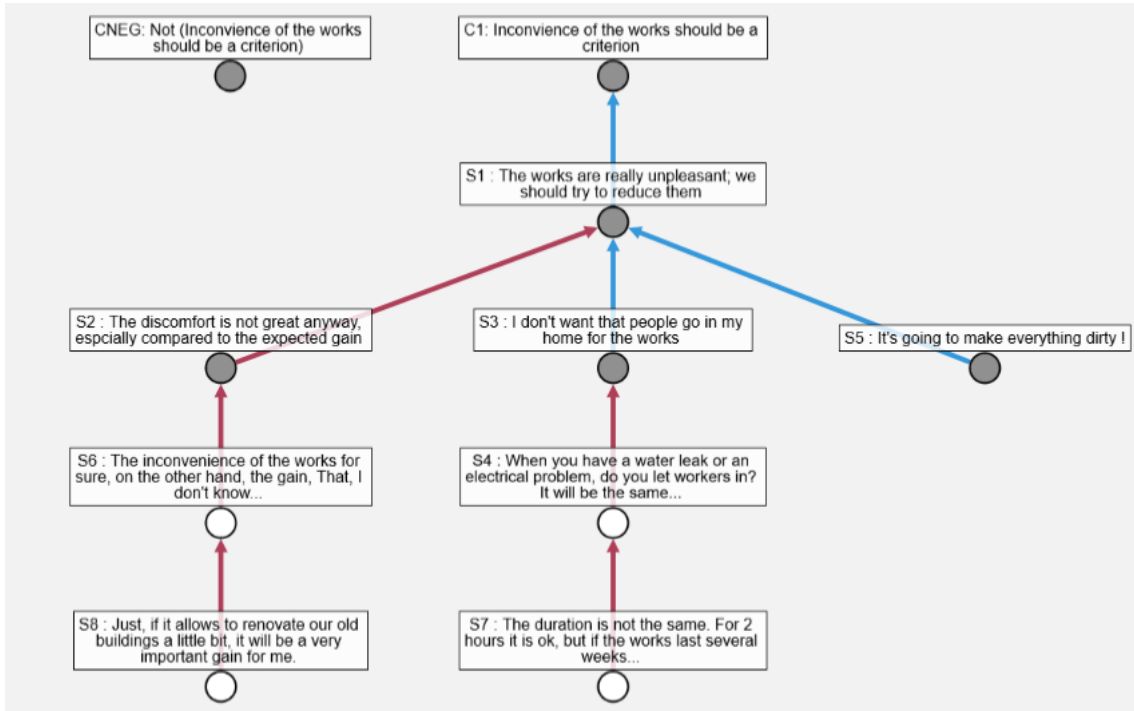 CNEG: Not (Inconvience of the works
should be a criterion)
C1: Inconvience of the works should be a
criterion
S1 : The works are really unpleasant; we
should try to reduce them
S2 : The discomfort is not great anyway,
espcially compared to the expected gain
S3 : I don't want that people go in my
home for the works
S5 : It's going to make everything dirty !
S6 : The inconvenience of the works for
sure, on the other hand, the gain, That, I
don't know...
S4 : When you have a water leak or an
electrical problem, do you let workers in?
It will be the same...
S8 : Just, if it allows to renovate our old
buildings a little bit, it will be a very
important gain for me.
S7 : The duration is not the same. For 2
hours it is ok, but if the works last several
weeks...